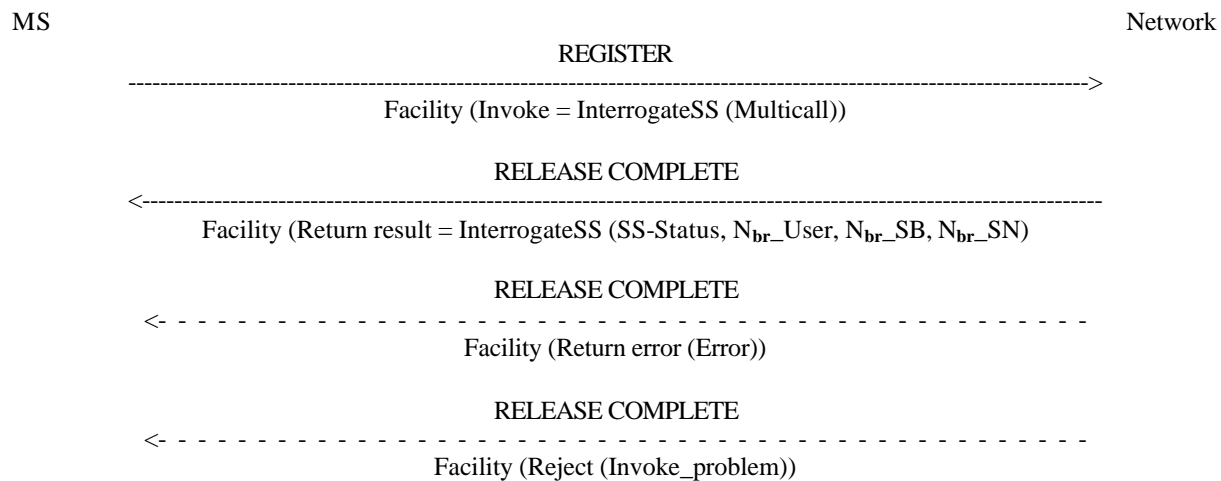 MS Network
REGISTER
------------------------------------------------------------------------------------------------------------------------>
Facility (Invoke = InterrogateSS (Multicall))
RELEASE COMPLETE
<------------------------------------------------------------------------------------------------------------------------
Facility (Return result = InterrogateSS (SS-Status, Nbr_User, Nbr_SB, Nbr_SN)
RELEASE COMPLETE
<- - - - - - - - - - - - - - - - - - - - - - - - - - - - - - - - - - - - - - - - - - - - - - -
Facility (Return error (Error))
RELEASE COMPLETE
<- - - - - - - - - - - - - - - - - - - - - - - - - - - - - - - - - - - - - - - - - - - - - - -
Facility (Reject (Invoke_problem))